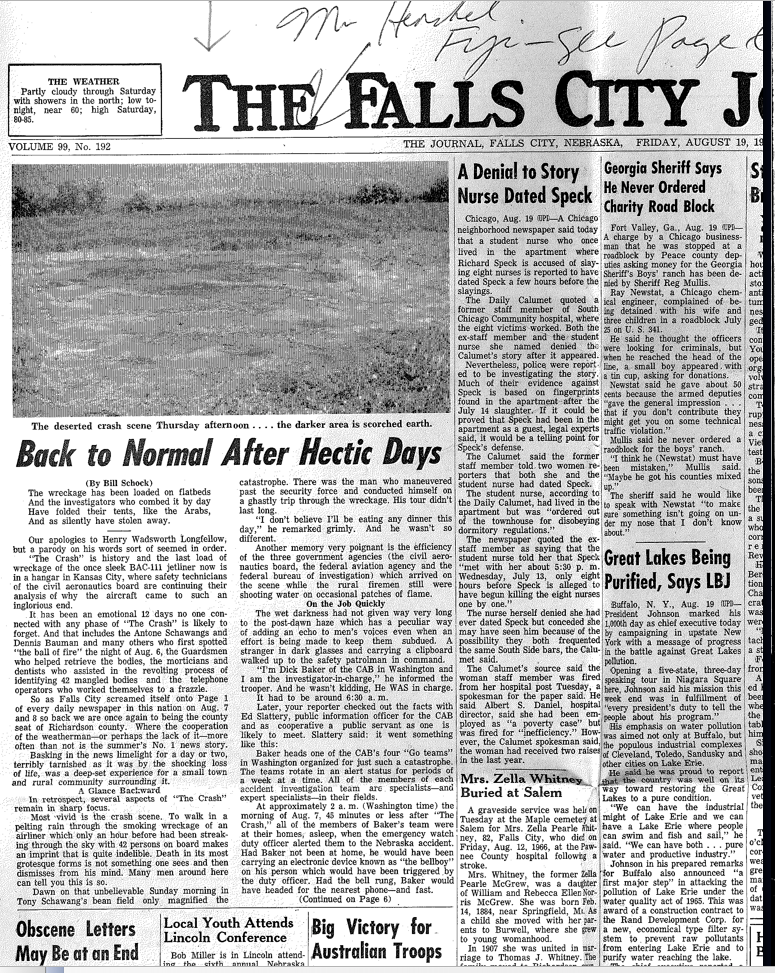 Mr Herschel
Fiji - See Page
THE WEATHER
Partly cloudy through Saturday
with showers in the north; low to-
night, near 60; high Saturday,
80-85.
THE FALLS CITY JO
VOLUME 99, No. 192
THE JOURNAL, FALLS CITY, NEBRASKA, FRIDAY, AUGUST 19, 19
The deserted crash scene Thursday afternoon . . . . the darker area is scorched earth.
Back to Normal After Hectic Days
(By Bill Schock)
The wreckage has been loaded on flatbeds
And the investigators who combed it by day
Have folded their tents, like the Arabs,
And as silently have stolen away.
Our apologies to Henry Wadsworth Longfellow,
but a parody on his words sort of seemed in order.
"The Crash" is history and the last load of
wreckage of the once sleek BAC-111 jetliner now is
in a hangar in Kansas City, where safety technicians
of the civil aeronautics board are continuing their
analysis of why the aircraft came to such an
inglorious end.
It has been an emotional 12 days no one con-
nected with any phase of "The Crash" is likely to
forget. And that includes the Antone Schawangs and
Dennis Bauman and many others who first spotted
"the ball of fire" the night of Aug. 6, the Guardsmen
who helped retrieve the bodies, the morticians and
dentists who assisted in the revolting process of
identifying 42 mangled bodies and the telephone
operators who worked themselves to a frazzle.
So as Falls City screamed itself onto Page 1
of every daily newspaper in this nation on Aug. 7
and 8 so back we are once again to being the county
seat of Richardson county. Where the cooperation
of the weatherman—or perhaps the lack of it—more
often than not is the summer's No. 1 news story.
Basking in the news limelight for a day or two,
terribly tarnished as it was by the shocking loss
of life, was a deep-set experience for a small town
and rural community surrounding it.
A Glance Backward
In retrospect, several aspects of "The Crash"
remain in sharp focus.
Most vivid is the crash scene. To walk in a
pelting rain through the smoking wreckage of an
airliner which only an hour before had been streak-
ing through the sky with 42 persons on board makes
an imprint that is quite indelible. Death in its most
grotesque forms is not something one sees and then
dismisses from his mind. Many men around here
can tell you this is so.
Dawn on that unbelievable Sunday morning in
Tony Schawang's bean field only magnified the
catastrophe. There was the man who maneuvered
past the security force and conducted himself on
a ghastly trip through the wreckage. His tour didn't
last long.
"I don't believe I'll be eating any dinner this
day," he remarked grimly. And he wasn't so
different.
Another memory very poignant is the efficiency
of the three government agencies (the civil aero-
nautics board, the federal aviation agency and the
federal bureau of investigation) which arrived on
the scene while the rural firemen still were
shooting water on occasional patches of flame.
On the Job Quickly
The wet darkness had not given way very long
to the post-dawn haze which has a peculiar way
of adding an echo to men's voices even when an
effort is being made to keep them subdued. A
stranger in dark glasses and carrying a clipboard
walked up to the safety patrolman in command.
"I'm Dick Baker of the CAB in Washington and
I am the investigator-in-charge," he informed the
trooper. And he wasn't kidding. He WAS in charge.
It had to be around 6:30 a. m.
Later, your reporter checked out the facts with
Ed Slattery, public information officer for the CAB
and as cooperative a public servant as one is
likely to meet. Slattery said: it went something
like this:
Baker heads one of the CAB's four "Go teams"
in Washington organized for just such a catastrophe.
The teams rotate in an alert status for periods of
a week at a time. All of the members of each
accident investigation team are specialists—and
expert specialists—in their fields.
At approximately 2 a. m. (Washington time) the
morning of Aug. 7, 45 minutes or less after "The
Crash," all of the members of Baker's team were
at their homes, asleep, when the emergency watch
duty officer alerted them to the Nebraska accident.
Had Baker not been at home, he would have been
carrying an electronic device known as "the bellboy"
on his person which would have been triggered by
the duty officer. Had the bell rung, Baker would
have headed for the nearest phone—and fast.
(Continued on Page 6)
A Denial to Story
Nurse Dated Speck
Chicago, Aug. 19 (UPI)—A Chicago
neighborhood newspaper said today
that a student nurse who once
lived in the apartment where
Richard Speck is accused of slay-
ing eight nurses is reported to have
dated Speck a few hours before the
slayings.
The Daily Calumet quoted a
former staff member of South
Chicago Community hospital, where
the eight victims worked. Both the
ex-staff member and the student
nurse she named denied the
Calumet's story after it appeared.
Nevertheless, police were report-
ed to be investigating the story.
Much of their evidence against
Speck is based on fingerprints
found in the apartment after the
July 14 slaughter. If it could be
proved that Speck had been in the
apartment as a guest, legal experts
said, it would be a telling point for
Speck's defense.
The Calumet said the former
staff member told two women re-
porters that both she and the
student nurse had dated Speck.
The student nurse, according to
the Daily Calumet, had lived in the
apartment but was "ordered out
of the townhouse for disobeying
dormitory regulations."
The newspaper quoted the ex-
staff member as saying that the
student nurse told her that Speck
"met with her about 5:30 p. m.
Wednesday, July 13, only eight
hours before Speck is alleged to
have begun killing the eight nurses
one by one."
The nurse herself denied she had
ever dated Speck but conceded she
may have seen him because of the
possibility they both frequented
the same South Side bars, the Calu-
met said.
The Calumet's source said the
woman staff member was fired
from her hospital post Tuesday, a
spokesman for the paper said. He
said Albert S. Daniel, hospital
director, said she had been em-
ployed as "a poverty case" but
was fired for "inefficiency." How-
ever, the Calumet spokesman said,
the woman had received two raises
in the last year.
Mrs. Zella Whitney
Buried at Salem
A graveside service was held on
Tuesday at the Maple cemetery at
Salem for Mrs. Zella Pearle Whit-
ney, 82, Falls City, who died on
Friday, Aug. 12, 1966, at the Paw-
nee County hospital following a
stroke.
Mrs. Whitney, the former Zella
Pearle McGrew, was a daughter
of William and Rebecca Ellen Nor-
ris McGrew. She was born Feb.
14, 1884, near Springfield, Mt. As
a child she moved with her par-
ents to Burwell, where she grew
to young womanhood.
In 1907 she was united in mar-
riage to Thomas J. Whitney. The
Georgia Sheriff Says
He Never Ordered
Charity Road Block
Fort Valley, Ga., Aug. 19 (UPI)—
A charge by a Chicago business-
man that he was stopped at a
roadblock by Peace county dep-
uties asking money for the Georgia
Sheriff's Boys' ranch has been de-
nied by Sheriff Reg Mullis.
Ray Newstat, a Chicago chem-
ical engineer, complained of be-
ing detained with his wife and
three children in a roadblock July
25 on U. S. 341.
He said he thought the officers
were looking for criminals, but
when he reached the head of the
line, a small boy appeared with
a tin cup, asking for donations.
Newstat said he gave about 50
cents because the armed deputies
"gave the general impression . . .
that if you don't contribute they
might get you on some technical
traffic violation."
Mullis said he never ordered a
roadblock for the boys' ranch.
"I think he (Newstat) must have
been mistaken," Mullis said.
"Maybe he got his counties mixed
up."
The sheriff said he would like
to speak with Newstat "to make
sure something isn't going on un-
der my nose that I don't know
about."
Great Lakes Being
Purified, Says LBJ
Buffalo, N. Y., Aug. 19 (UPI)—
President Johnson marked his
1,000th day as chief executive today
by campaigning in upstate New
York with a message of progress
in the battle against Great Lakes
pollution.
Opening a five-state, three-day
speaking tour in Niagara Square
here, Johnson said his mission this
week end was in fulfillment of
"every president's duty to tell the
people about his program."
His emphasis on water pollution
was aimed not only at Buffalo, but
the populous industrial complexes
of Cleveland, Toledo, Sandusky and
other cities on Lake Erie.
He said he was proud to report
that the country was well on its
way toward restoring the Great
Lakes to a pure condition.
"We can have the industrial
might of Lake Erie and we can
have a Lake Erie where people
can swim and fish and sail," he
said. "We can have both . . . pure
water and productive industry."
Johnson in his prepared remarks
for Buffalo also announced "a
first major step" in attacking the
pollution of Lake Erie under the
water quality act of 1965. This was
award of a construction contract to
the Rand Development Corp. for
a new, economical type filter sys-
tem to prevent raw pollutants
from entering Lake Erie and to
purify water reaching the lake.
Obscene Letters
May Be at an End
Local Youth Attends
Lincoln Conference
Bob Miller is in Lincoln attend-
ing the sixth annual Nebraska
Big Victory for
Australian Troops